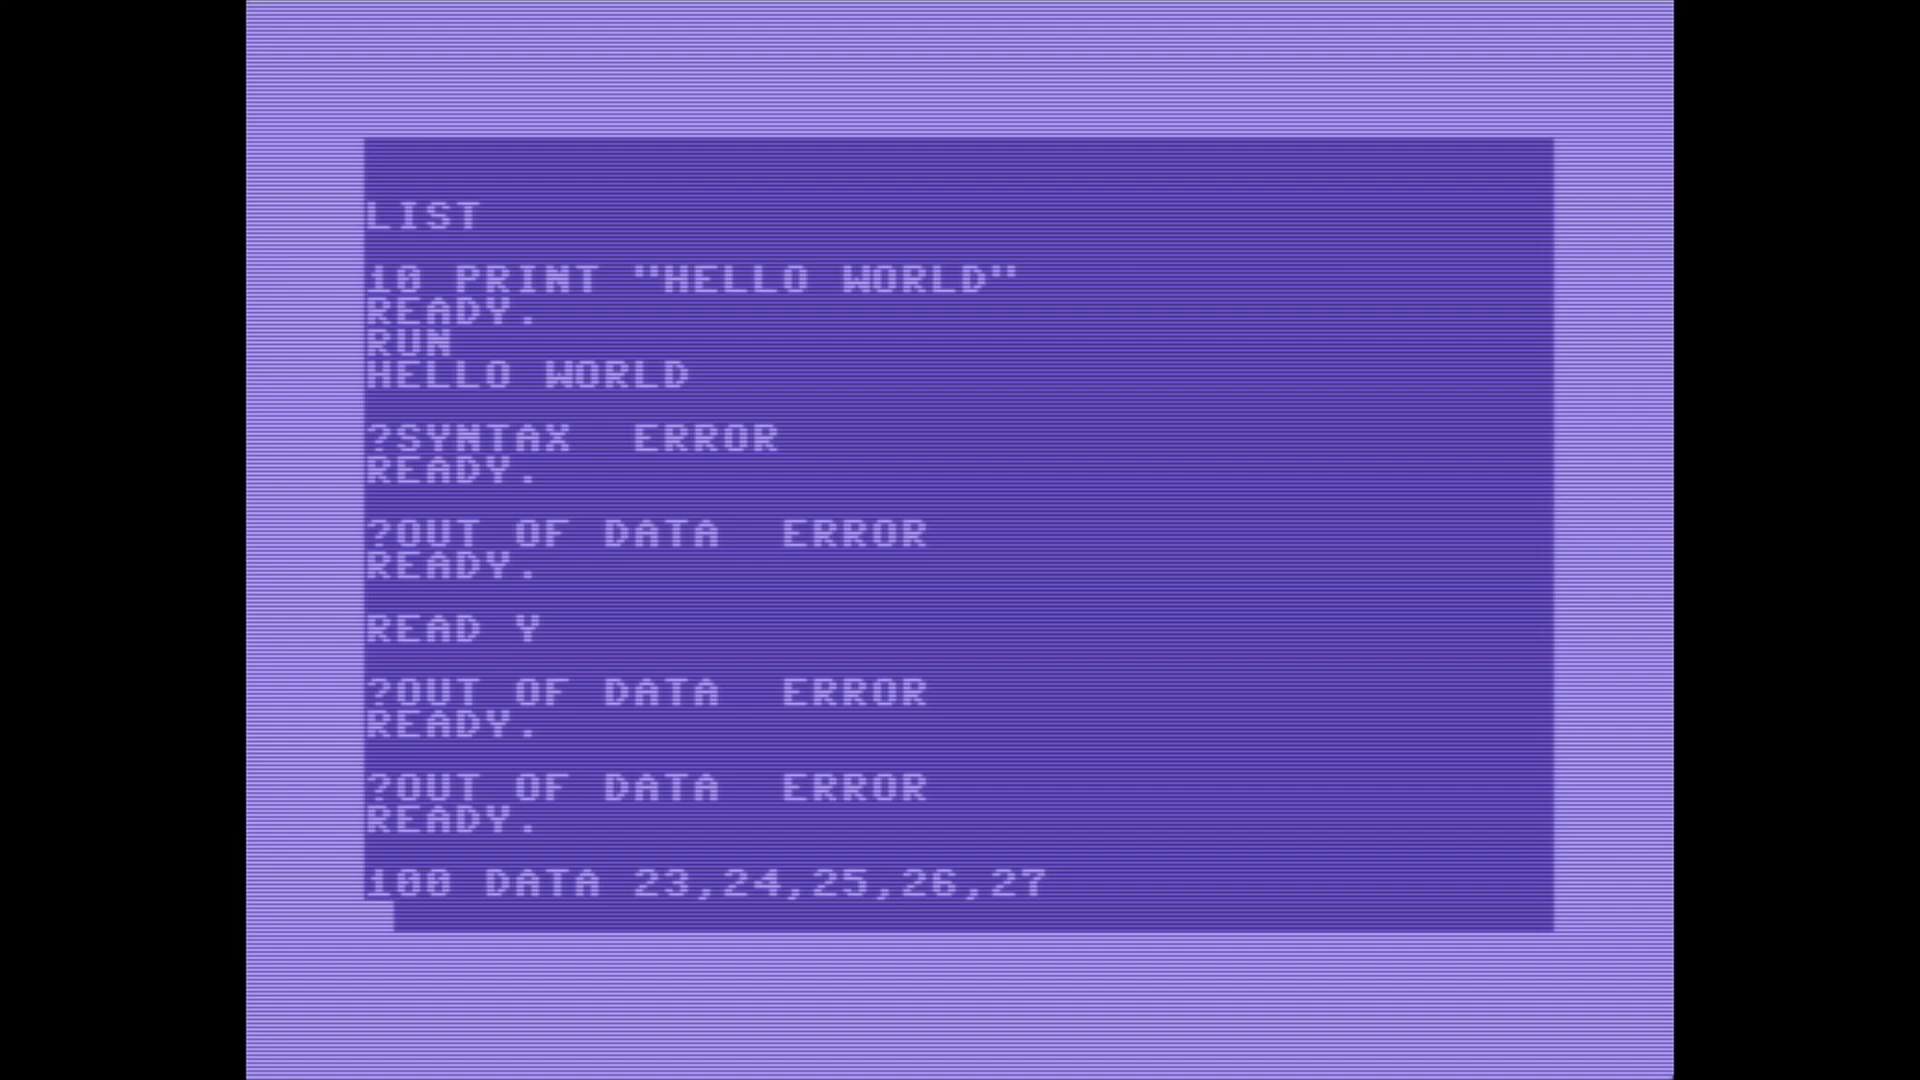 LIST
10 PRINT "HELLO WORLD"
READY.
RUN
HELLO WORLD
?SYNTAX  ERROR
READY.
?OUT OF DATA  ERROR
READY.
READ Y
?OUT OF DATA  ERROR
READY.
?OUT OF DATA  ERROR
READY.
100 DATA 23,24,25,26,27